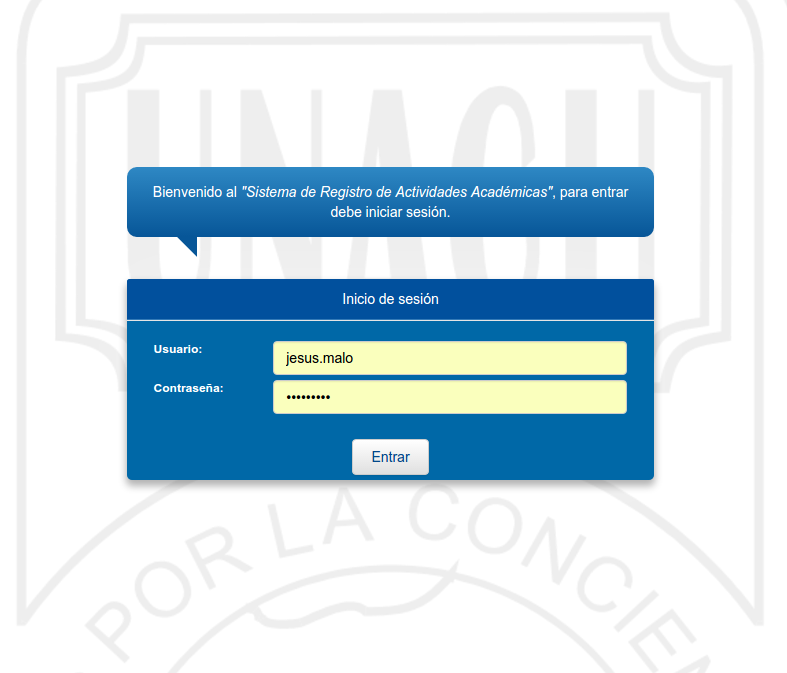 UNACH
Bienvenido al "Sistema de Registro de Actividades Académicas", para entrar
debe iniciar sesión.
Inicio de sesión
Usuario:
jesus.malo
Contraseña:
•••••••••
Entrar
POR LA CONCIEN